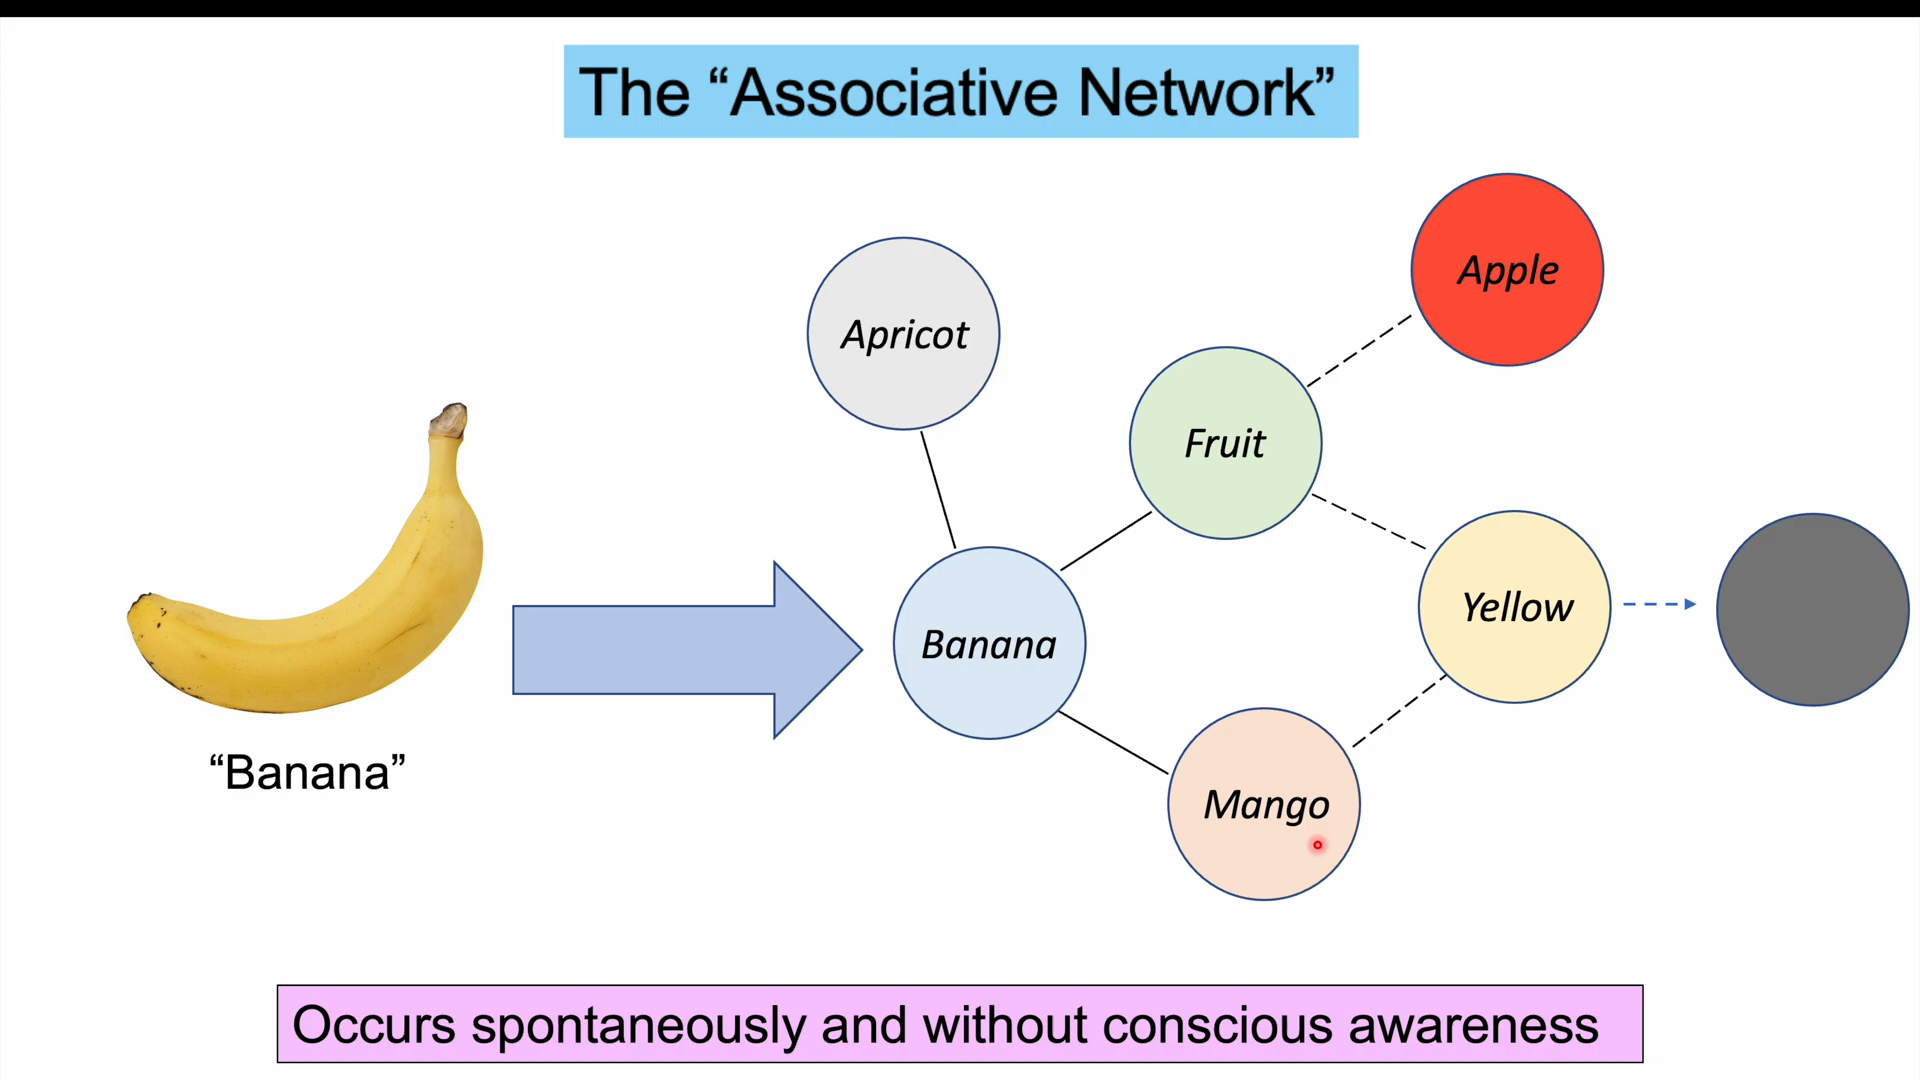 The “Associative Network”
Apple
Apricot
Fruit
Yellow
Banana
“Banana”
Mango
Occurs spontaneously and without conscious awareness